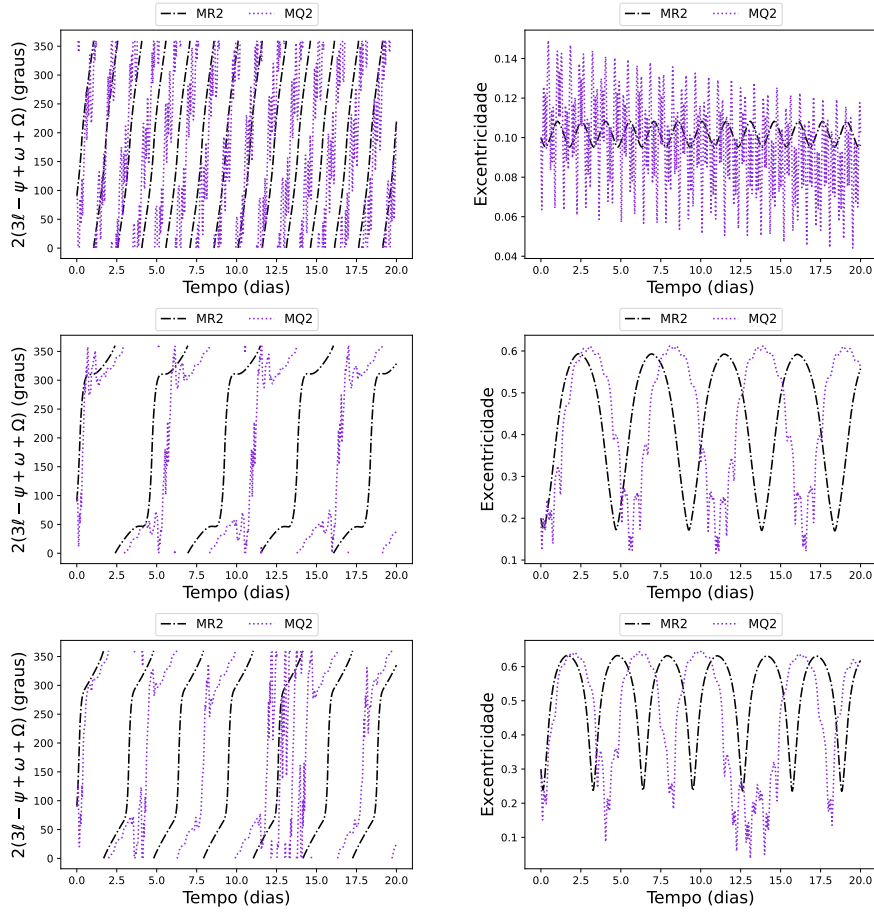 MR2 MQ2 MR2 MQ2
2(3ℓ − ψ + ω + Ω) (graus)
350
300
250
200
150
100
50
0
0.0 2.5 5.0 7.5 10.0 12.5 15.0 17.5 20.0
Tempo (dias)
Excentricidade
0.14
0.12
0.10
0.08
0.06
0.04
0.0 2.5 5.0 7.5 10.0 12.5 15.0 17.5 20.0
Tempo (dias)
MR2 MQ2 MR2 MQ2
2(3ℓ − ψ + ω + Ω) (graus)
350
300
250
200
150
100
50
0
0.0 2.5 5.0 7.5 10.0 12.5 15.0 17.5 20.0
Tempo (dias)
Excentricidade
0.6
0.5
0.4
0.3
0.2
0.1
0.0 2.5 5.0 7.5 10.0 12.5 15.0 17.5 20.0
Tempo (dias)
MR2 MQ2 MR2 MQ2
2(3ℓ − ψ + ω + Ω) (graus)
350
300
250
200
150
100
50
0
0.0 2.5 5.0 7.5 10.0 12.5 15.0 17.5 20.0
Tempo (dias)
Excentricidade
0.6
0.5
0.4
0.3
0.2
0.1
0.0 2.5 5.0 7.5 10.0 12.5 15.0 17.5 20.0
Tempo (dias)